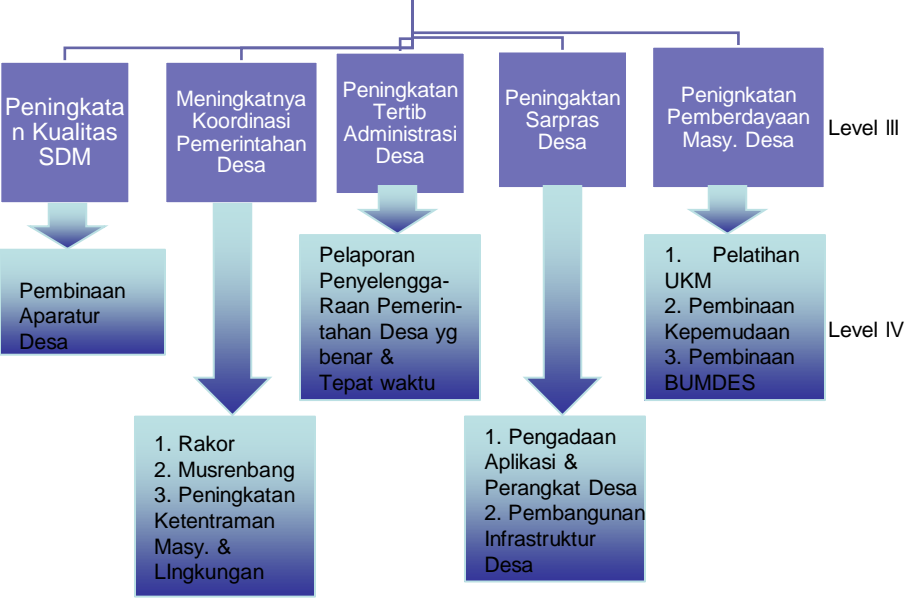 Peningkata
n Kualitas
SDM
Meningkatnya
Koordinasi
Pemerintahan
Desa
Peningkatan
Tertib
Administrasi
Desa
Peningaktan
Sarpras
Desa
Penignkatan
Pemberdayaan
Masy. Desa
Level III
Pembinaan
Aparatur
Desa
Pelaporan
Penyelengga-
Raan Pemerin-
tahan Desa yg
benar &
Tepat waktu
1. Pelatihan
UKM
2. Pembinaan
Kepemudaan
3. Pembinaan
BUMDES
Level IV
1. Rakor
2. Musrenbang
3. Peningkatan
Ketentraman
Masy. &
LIngkungan
1. Pengadaan
Aplikasi &
Perangkat Desa
2. Pembangunan
Infrastruktur
Desa